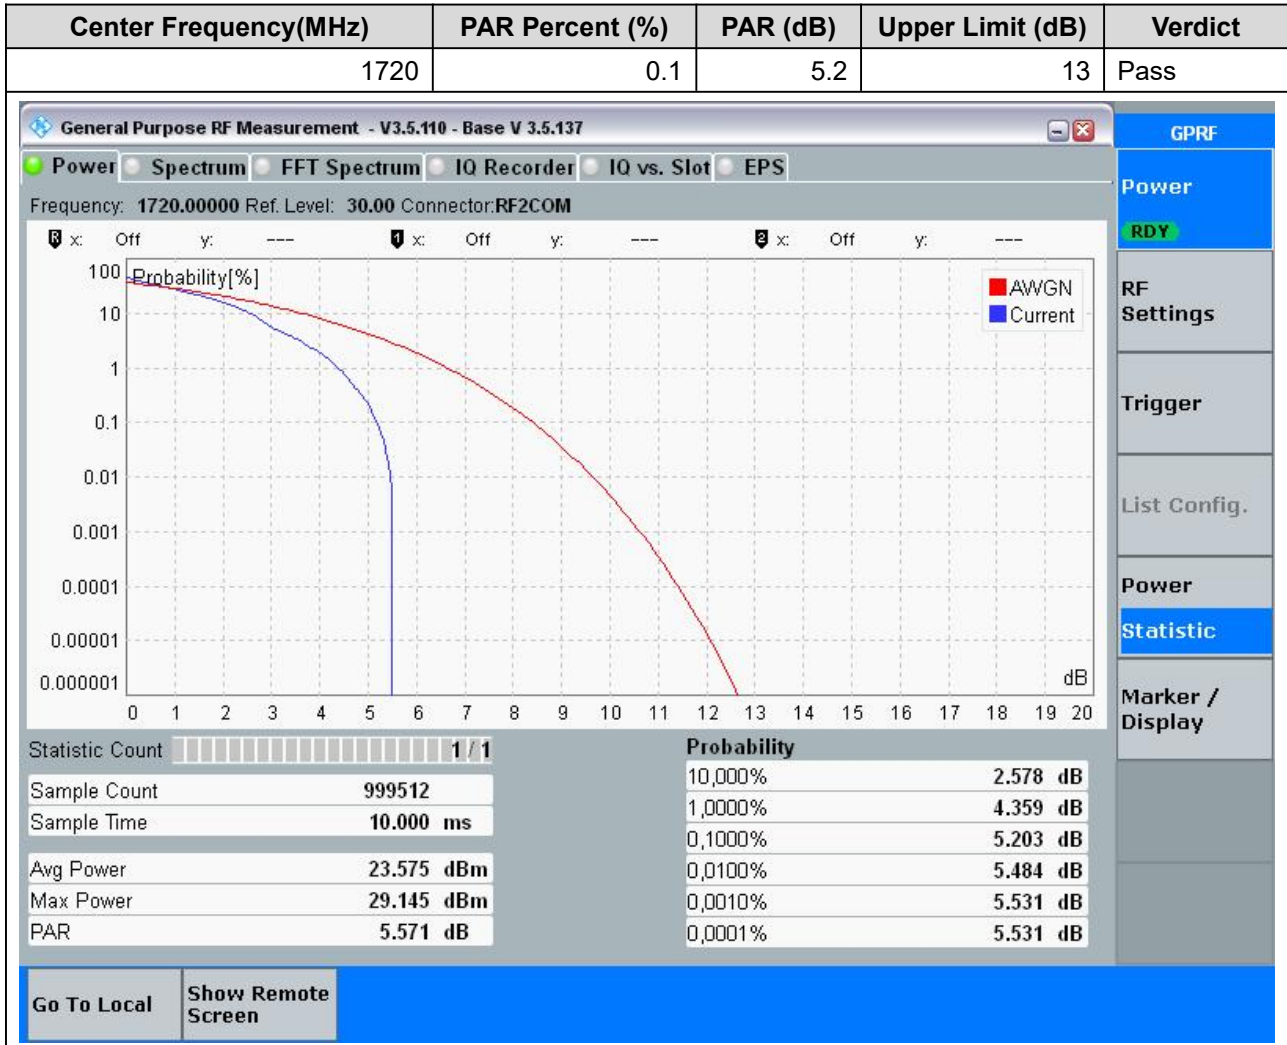 Center Frequency(MHz) PAR Percent (%) PAR (dB) Upper Limit (dB) Verdict
1720 0.1 5.2 13 Pass
General Purpose RF Measurement - V3.5.110 - Base V 3.5.137
GPRF
Power Spectrum FFT Spectrum IQ Recorder IQ vs. Slot EPS
Frequency: 1720.00000 Ref. Level: 30.00 Connector:RF2COM
R x: Off y: --- 1 x: Off y: --- 2 x: Off y: ---
Probability[%]
AWGN
Current
100
10
1
0.1
0.01
0.001
0.0001
0.00001
0.000001
dB
0 1 2 3 4 5 6 7 8 9 10 11 12 13 14 15 16 17 18 19 20
Statistic Count 1 / 1
Sample Count 999512
Sample Time 10.000 ms
Avg Power 23.575 dBm
Max Power 29.145 dBm
PAR 5.571 dB
Probability
10,000% 2.578 dB
1,0000% 4.359 dB
0,1000% 5.203 dB
0,0100% 5.484 dB
0,0010% 5.531 dB
0,0001% 5.531 dB
Power
RDY
RF
Settings
Trigger
List Config.
Power
Statistic
Marker /
Display
Go To Local
Show Remote
Screen